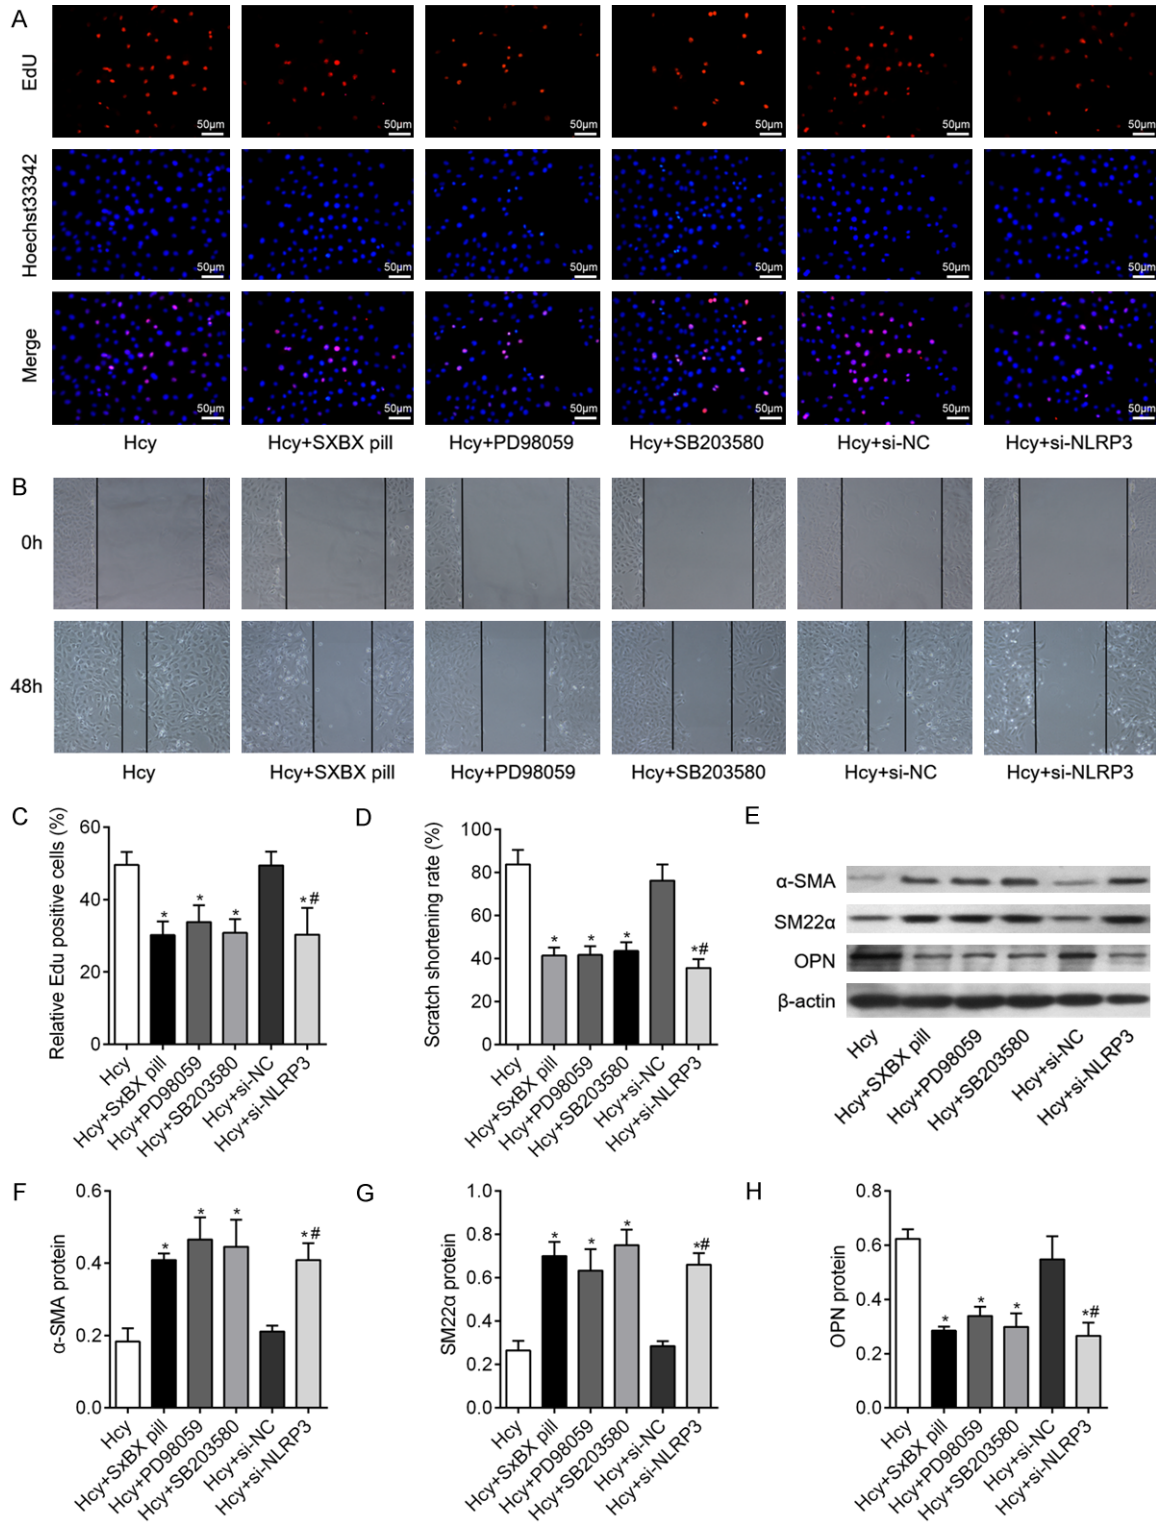 A
EdU
50μm 50μm 50μm 50μm 50μm 50μm
Hoechst33342
50μm 50μm 50μm 50μm 50μm 50μm
Merge
50μm 50μm 50μm 50μm 50μm 50μm
Hcy Hcy+SXBX pill Hcy+PD98059 Hcy+SB203580 Hcy+si-NC Hcy+si-NLRP3
B
0h
48h
Hcy Hcy+SXBX pill Hcy+PD98059 Hcy+SB203580 Hcy+si-NC Hcy+si-NLRP3
C
Relative Edu positive cells (%)
60
40
20
0
* * * *#
Hcy
Hcy+SxBX pill
Hcy+PD98059
Hcy+SB203580
Hcy+si-NC
Hcy+si-NLRP3
D
Scratch shortening rate (%)
100
80
60
40
20
0
* * * *#
Hcy
Hcy+SXBX pill
Hcy+PD98059
Hcy+SB203580
Hcy+si-NC
Hcy+si-NLRP3
E
α-SMA
SM22α
OPN
β-actin
Hcy
Hcy+SXBX pill
Hcy+PD98059
Hcy+SB203580
Hcy+si-NC
Hcy+si-NLRP3
F
α-SMA protein
0.6
0.4
0.2
0.0
* * * *#
Hcy
Hcy+SxBX pill
Hcy+PD98059
Hcy+SB203580
Hcy+si-NC
Hcy+si-NLRP3
G
SM22α protein
1.0
0.8
0.6
0.4
0.2
0.0
* * * *#
Hcy
Hcy+SxBX pill
Hcy+PD98059
Hcy+SB203580
Hcy+si-NC
Hcy+si-NLRP3
H
OPN protein
0.8
0.6
0.4
0.2
0.0
* * * *#
Hcy
Hcy+SxBX pill
Hcy+PD98059
Hcy+SB203580
Hcy+si-NC
Hcy+si-NLRP3